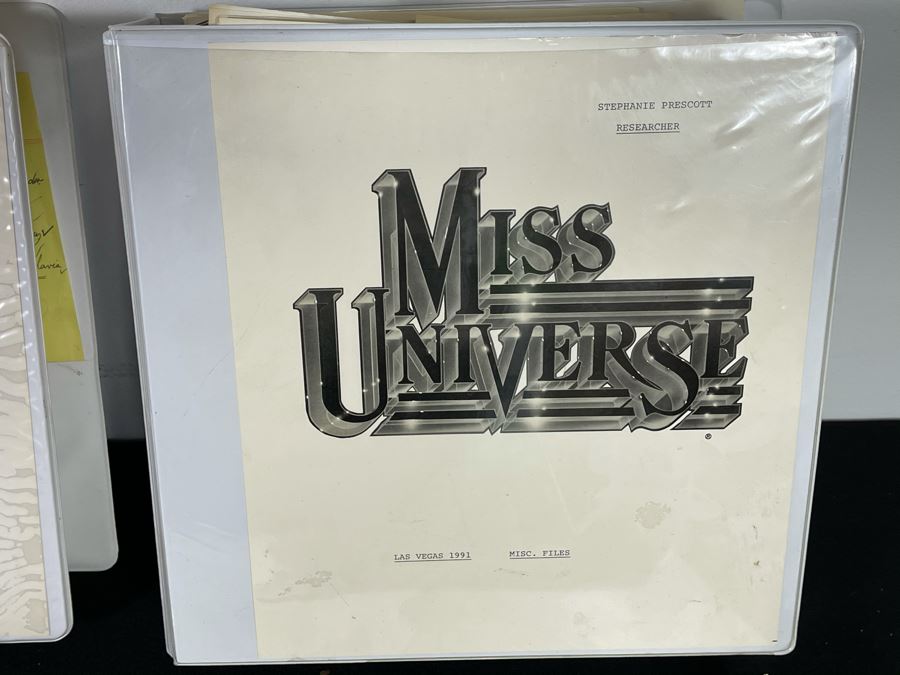 STEPHANIE PRESCOTT
RESEARCHER
MISS
UNIVERSE
®
LAS VEGAS 1991 MISC. FILES